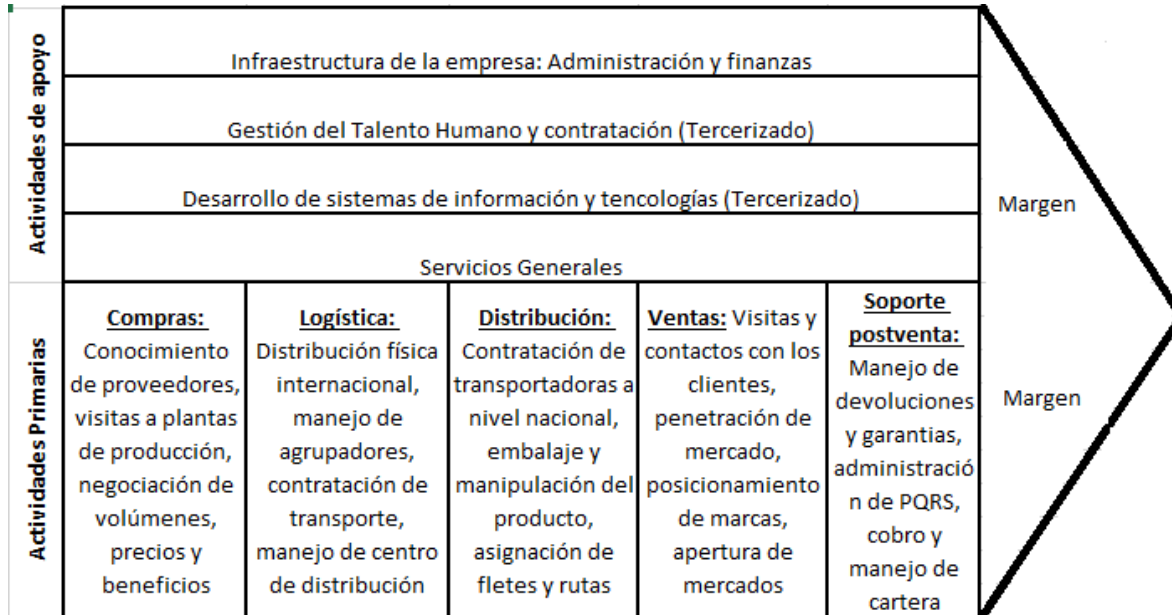 Actividades de apoyo
Infraestructura de la empresa: Administración y finanzas
Gestión del Talento Humano y contratación (Tercerizado)
Desarrollo de sistemas de información y tencologías (Tercerizado)
Servicios Generales
Margen
Actividades Primarias
Compras:
Conocimiento
de proveedores,
visitas a plantas
de producción,
negociación de
volúmenes,
precios y
beneficios
Logística:
Distribución física
internacional,
manejo de
agrupadores,
contratación de
transporte,
manejo de centro
de distribución
Distribución:
Contratación de
transportadoras a
nivel nacional,
embalaje y
manipulación del
producto,
asignación de
fletes y rutas
Ventas: Visitas y
contactos con los
clientes,
penetración de
mercado,
posicionamiento
de marcas,
apertura de
mercados
Soporte
postventa:
Manejo de
devoluciones
y garantias,
administració
n de PQRS,
cobro y
manejo de
cartera
Margen